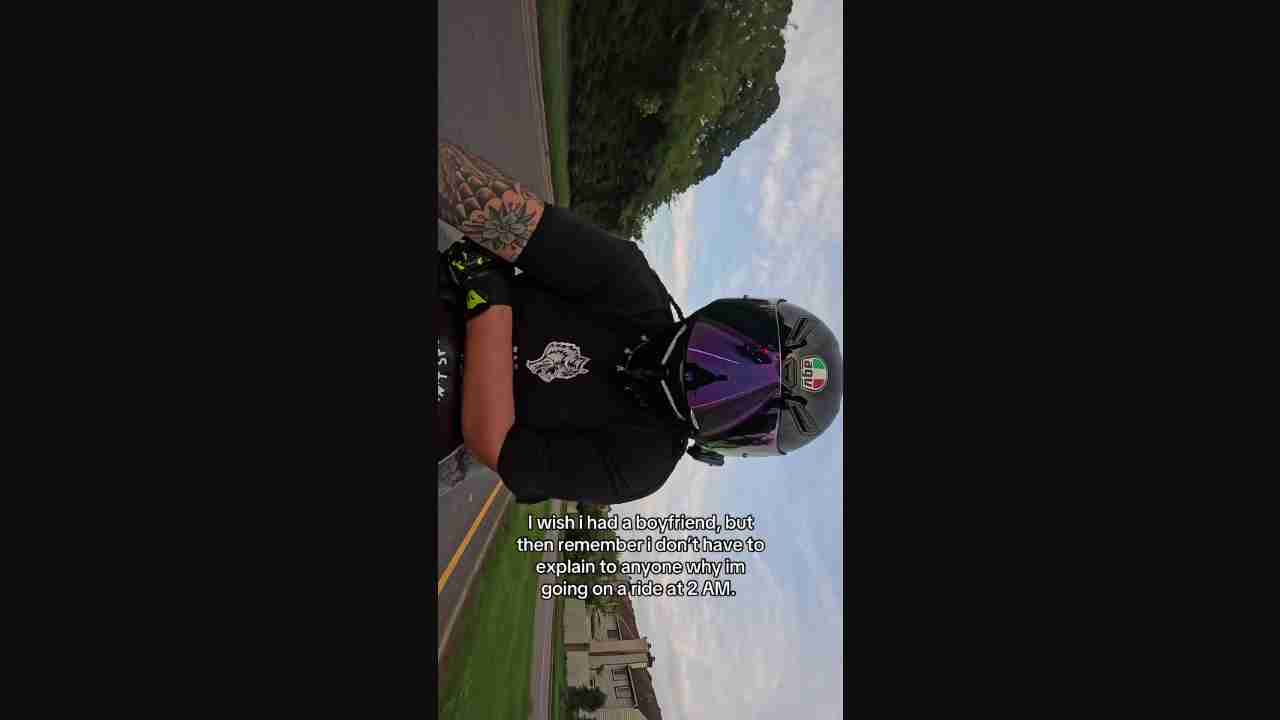 I wish i had a boyfriend, but
then remember i don't have to
explain to anyone why im
going on a ride at 2 AM.
agv